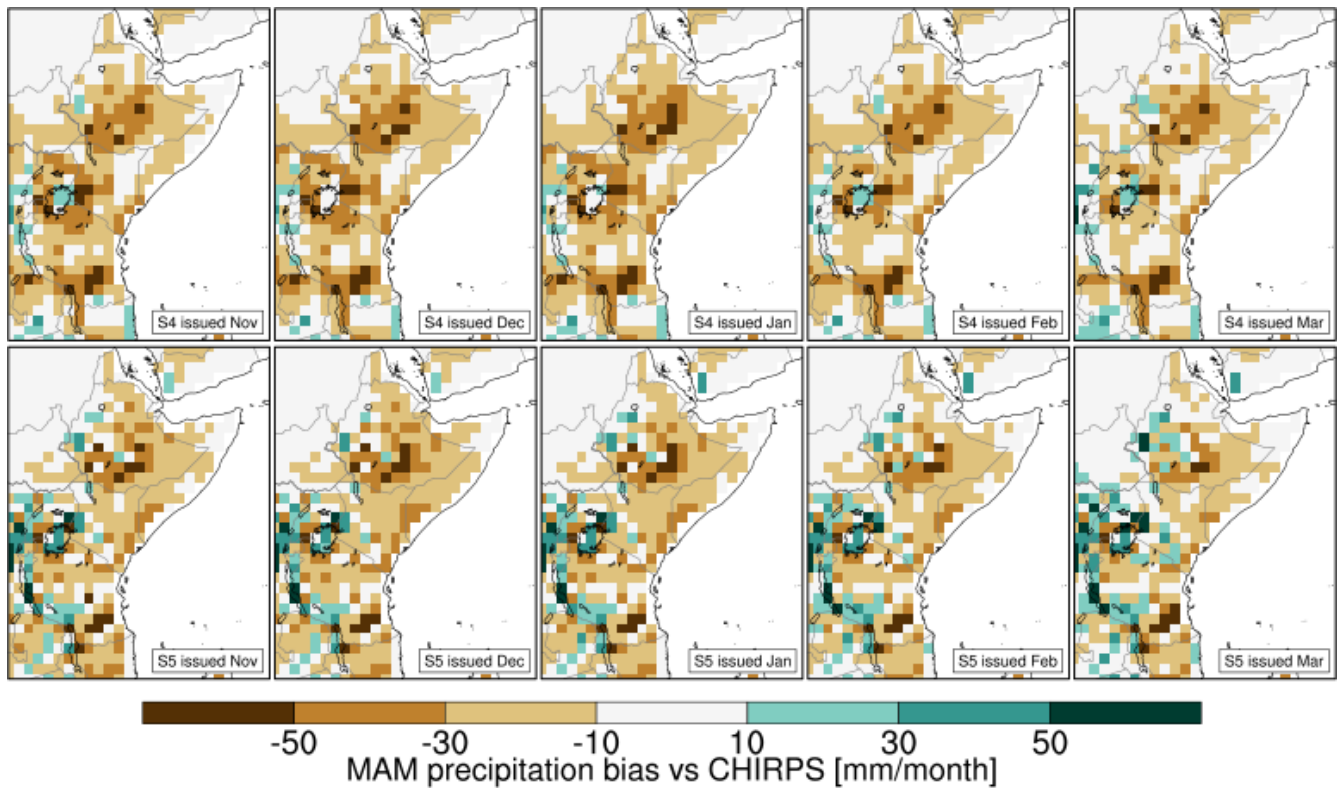 S4 issued Nov
S4 issued Dec
S4 issued Jan
S4 issued Feb
S4 issued Mar
S5 issued Nov
S5 issued Dec
S5 issued Jan
S5 issued Feb
S5 issued Mar
-50 -30 -10 10 30 50
MAM precipitation bias vs CHIRPS [mm/month]